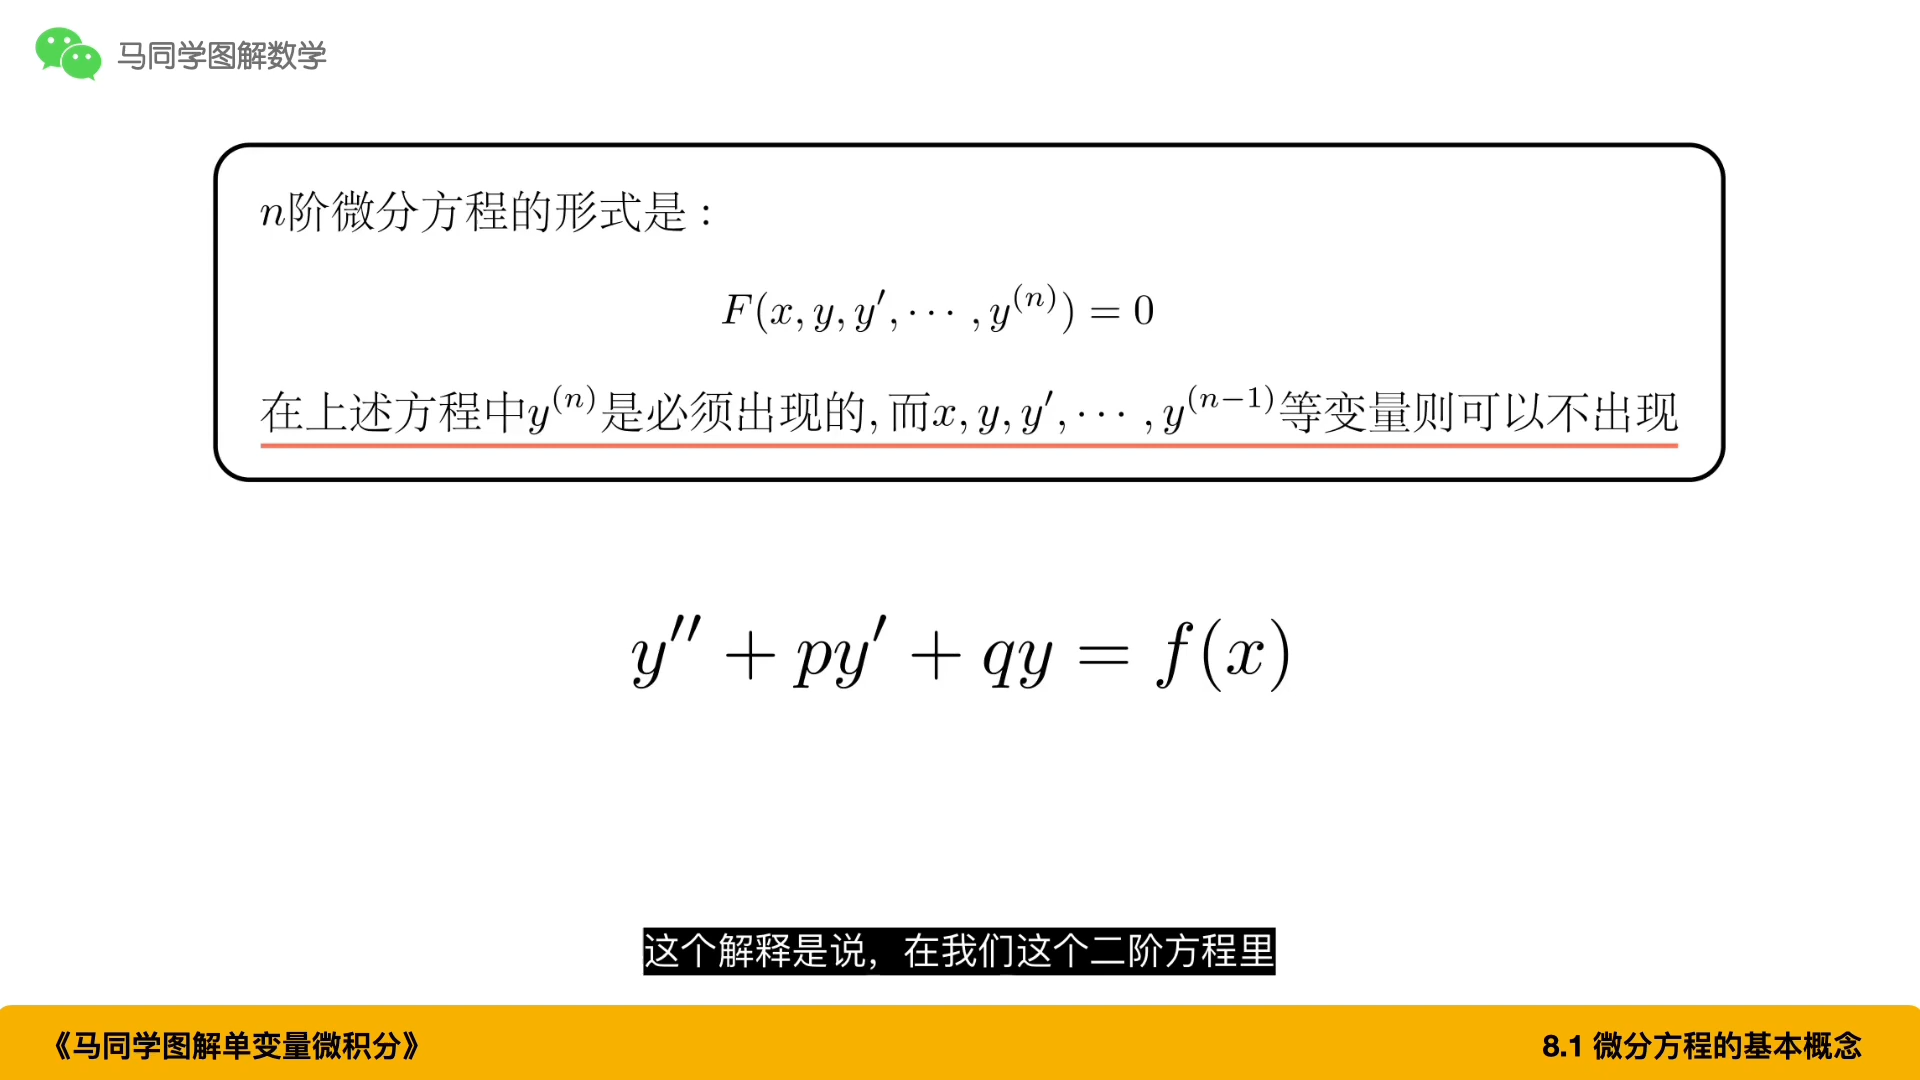 马同学图解数学
n阶微分方程的形式是：
F(x, y, y′, ⋯ , y⁽ⁿ⁾) = 0
在上述方程中y⁽ⁿ⁾是必须出现的, 而x, y, y′, ⋯ , y⁽ⁿ⁻¹⁾等变量则可以不出现
y″ + py′ + qy = f(x)
这个解释是说，在我们这个二阶方程里
《马同学图解单变量微积分》
8.1 微分方程的基本概念